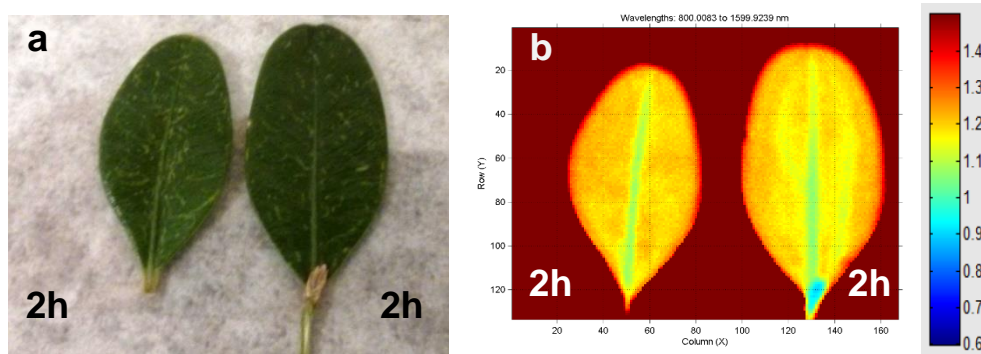 a
2h
2h
Wavelengths: 800.0083 to 1599.9239 nm
b
Row (Y)
20
40
60
80
100
120
2h
2h
20 40 60 80 100 120 140 160
Column (X)
1.4
1.3
1.2
1.1
1
0.9
0.8
0.7
0.6